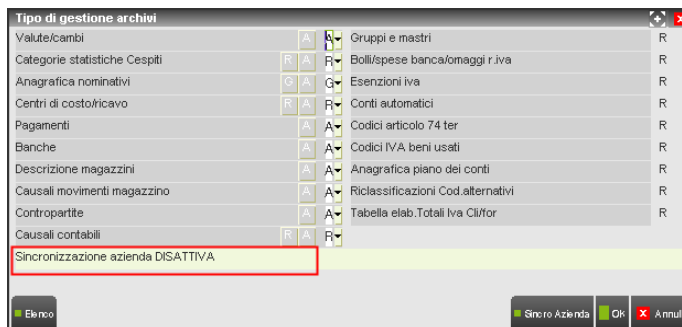 Tipo di gestione archivi
Valute/cambi A A Gruppi e mastri R
Categorie statistiche Cespiti R A R Bolli/spese banca/omaggi r.iva R
Anagrafica nominativi G A G Esenzioni iva R
Centri di costo/ricavo R A R Conti automatici R
Pagamenti A A Codici articolo 74 ter R
Banche A A Codici IVA beni usati R
Descrizione magazzini A A Anagrafica piano dei conti R
Causali movimenti magazzino A A Riclassificazioni Cod.alternativi R
Contropartite A A Tabella elab.Totali Iva Cli/for R
Causali contabili R A R
Sincronizzazione azienda DISATTIVA
Elenco Sincro Azienda Ok X Annul